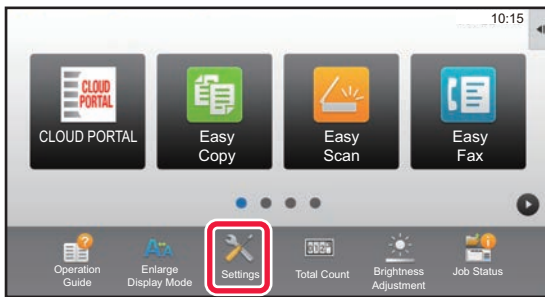 10:15
CLOUD
PORTAL
CLOUD PORTAL
Easy
Copy
Easy
Scan
Easy
Fax
Operation
Guide
Enlarge
Display Mode
Settings
Total Count
Brightness
Adjustment
Job Status